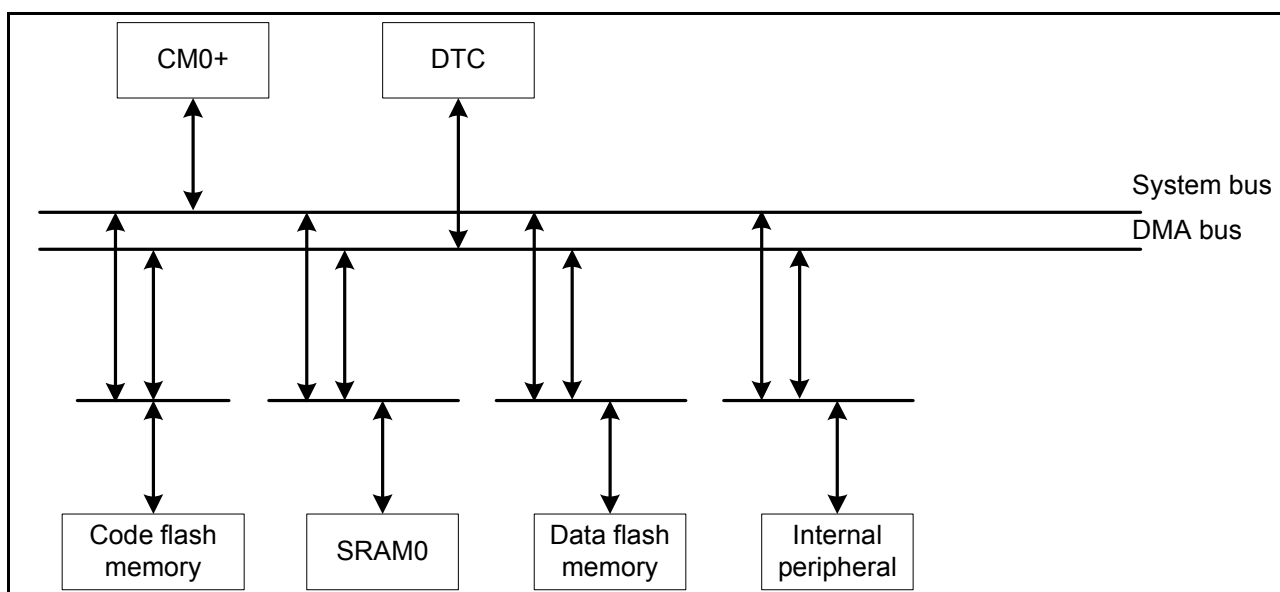 CM0+
DTC
System bus
DMA bus
Code flash
memory
SRAM0
Data flash
memory
Internal
peripheral